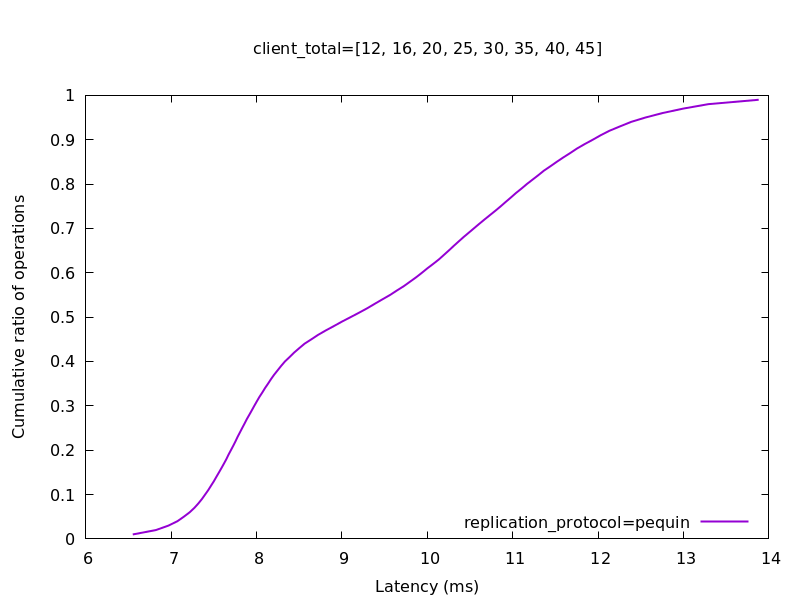 client_total=[12, 16, 20, 25, 30, 35, 40, 45]
1
0.9
0.8
0.7
0.6
0.5
0.4
0.3
0.2
0.1
0
Cumulative ratio of operations
replication_protocol=pequin
6 7 8 9 10 11 12 13 14
Latency (ms)